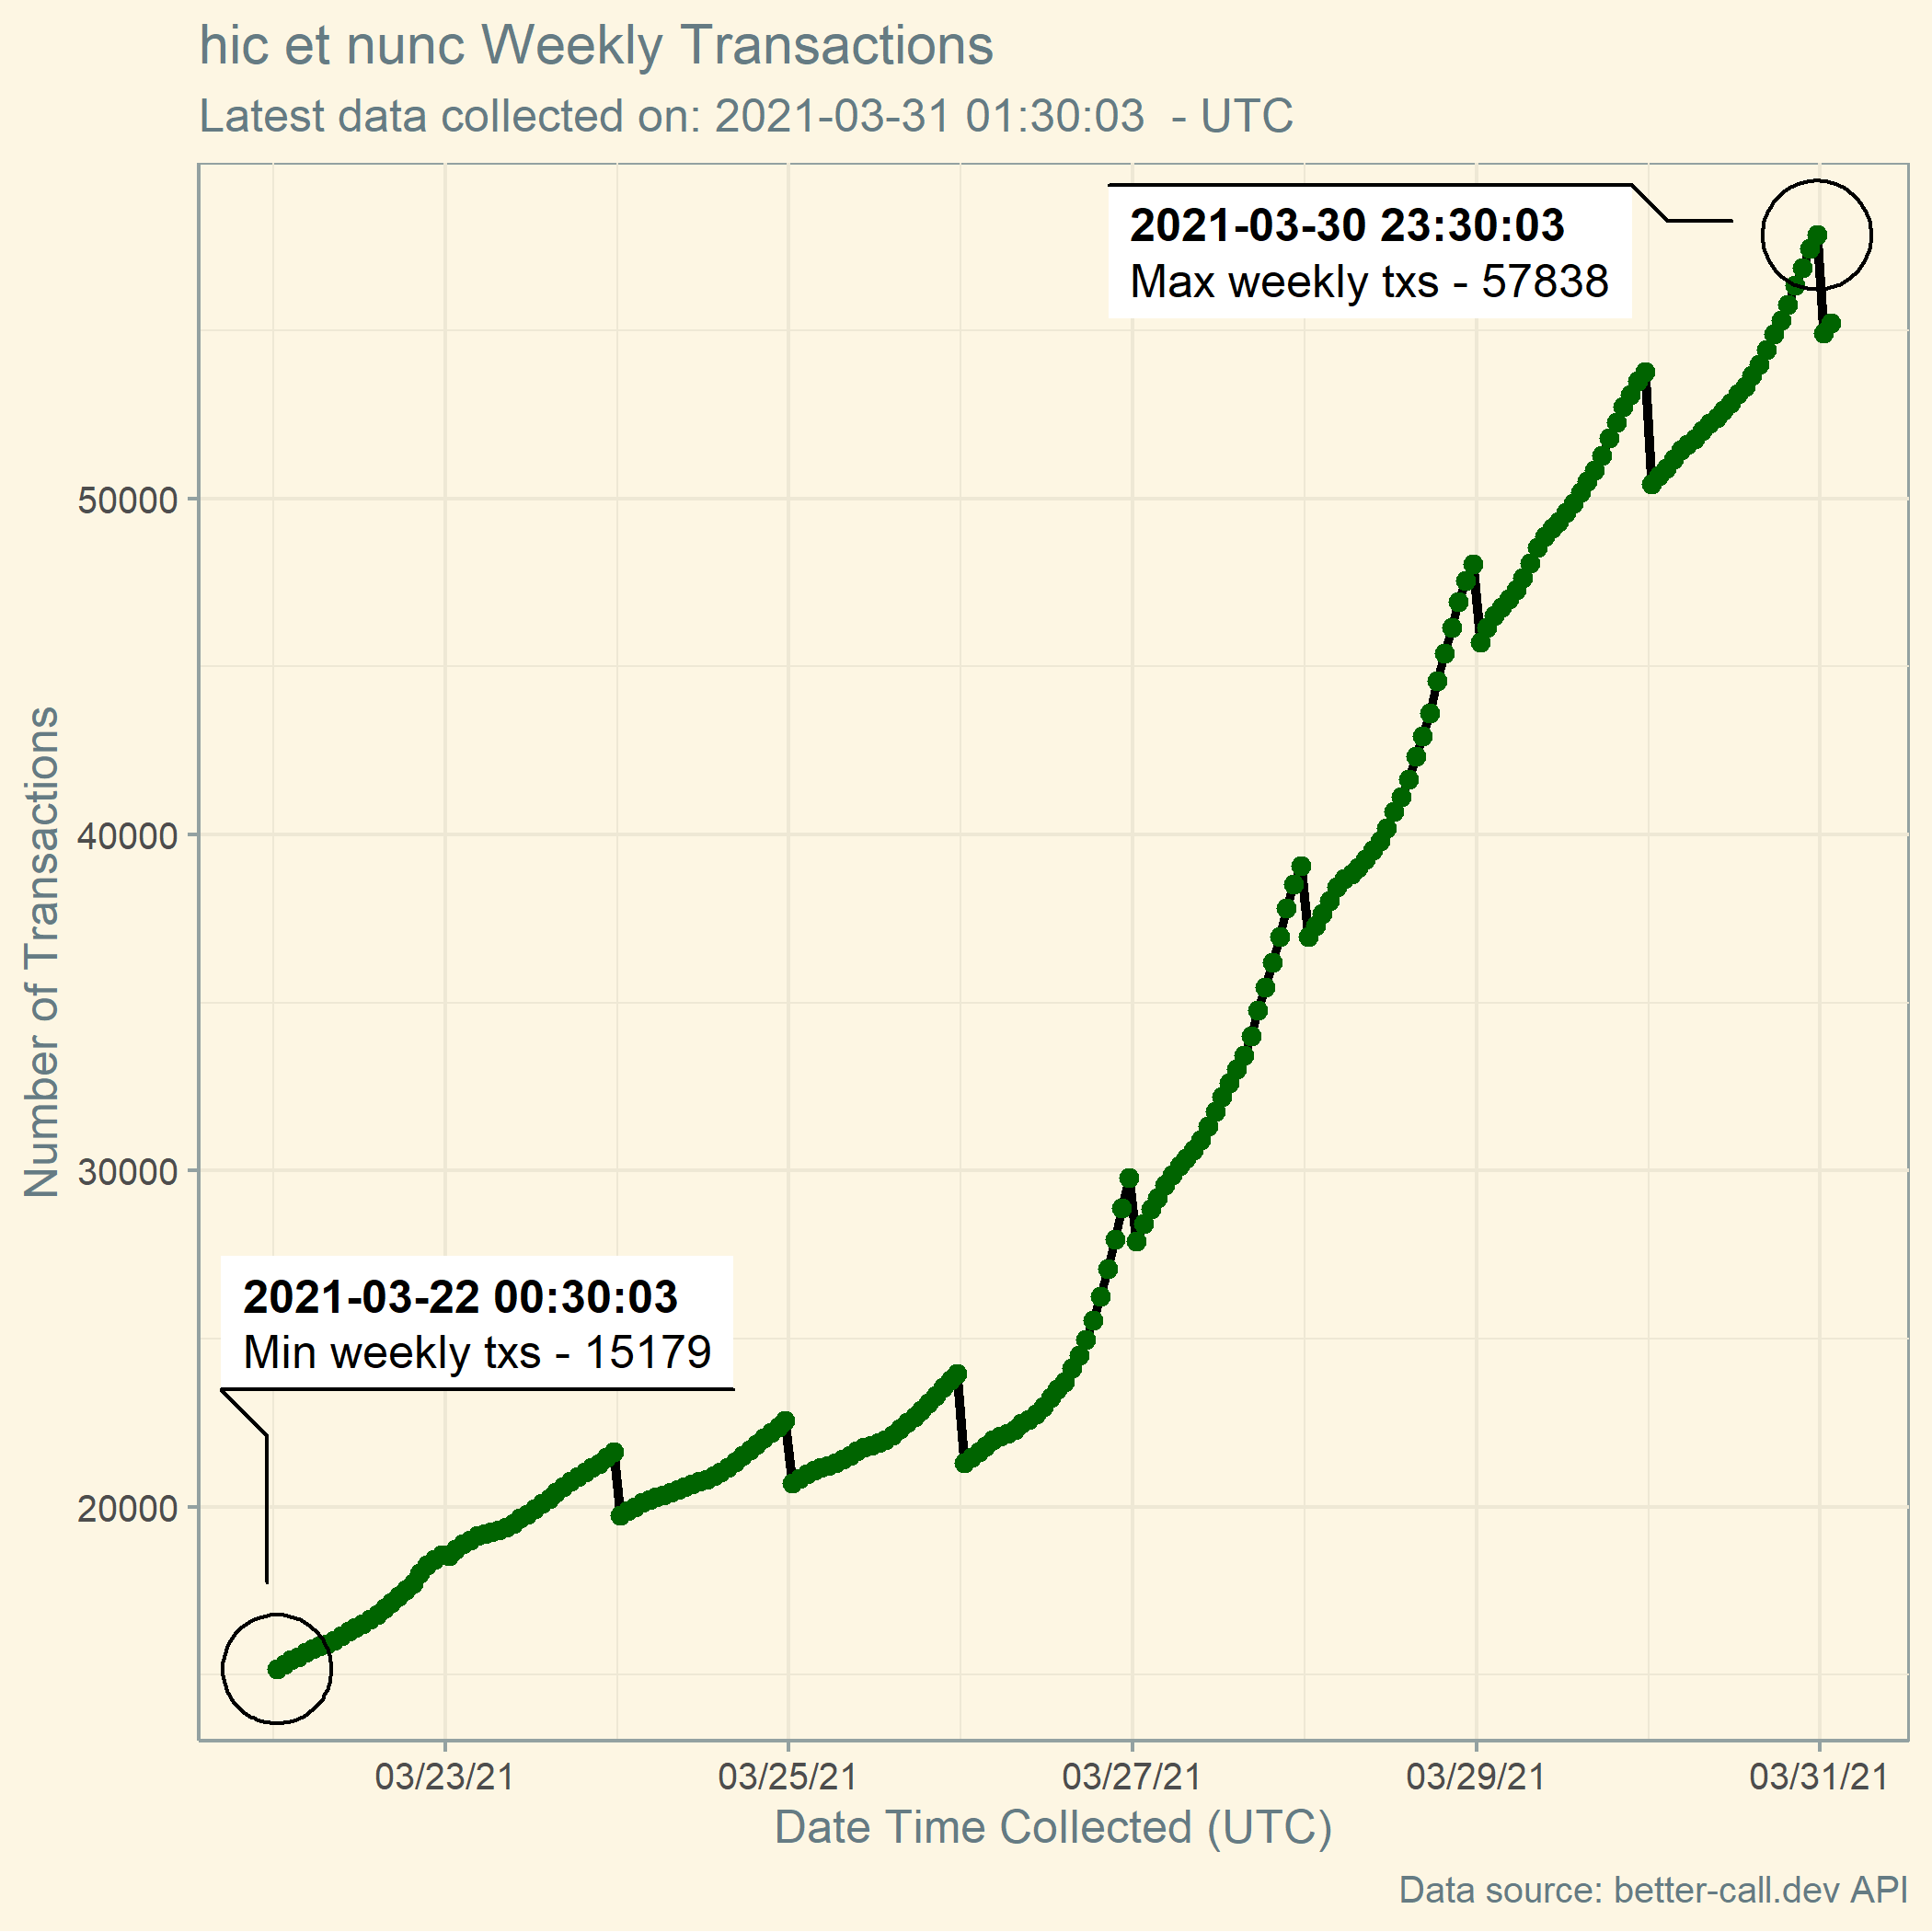 hic et nunc Weekly Transactions
Latest data collected on: 2021-03-31 01:30:03  - UTC
2021-03-30 23:30:03
Max weekly txs - 57838
50000
40000
30000
20000
Number of Transactions
2021-03-22 00:30:03
Min weekly txs - 15179
03/23/21
03/25/21
03/27/21
03/29/21
03/31/21
Date Time Collected (UTC)
Data source: better-call.dev API